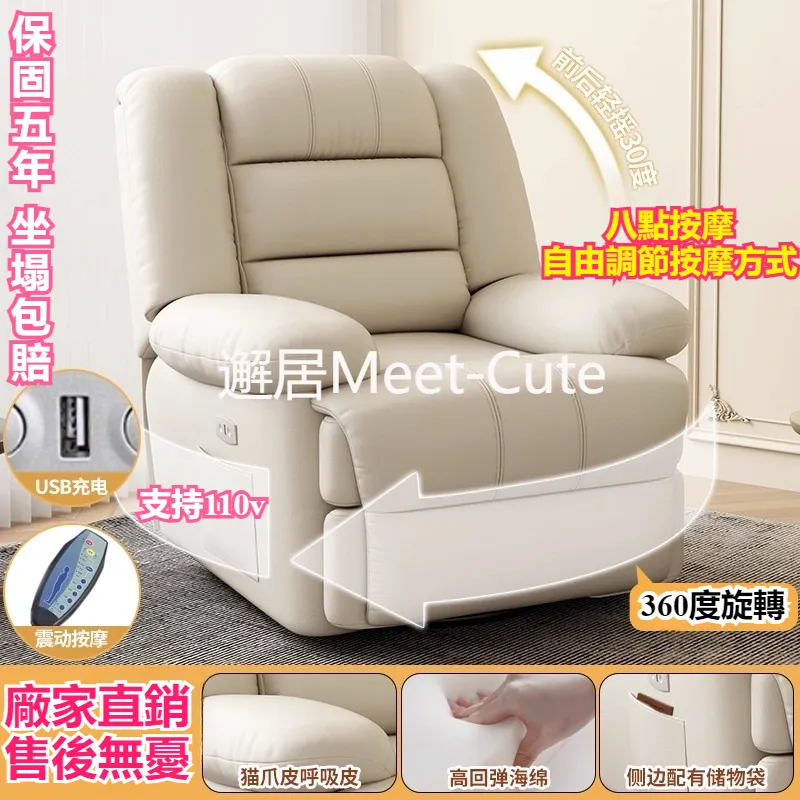 保固五年 坐塌包賠
前后轻摇30度
八點按摩
自由調節按摩方式
邂居Meet-Cute
USB充电
支持110v
震动按摩
360度旋轉
廠家直銷
售後無憂
猫爪皮呼吸皮
高回弹海绵
侧边配有储物袋